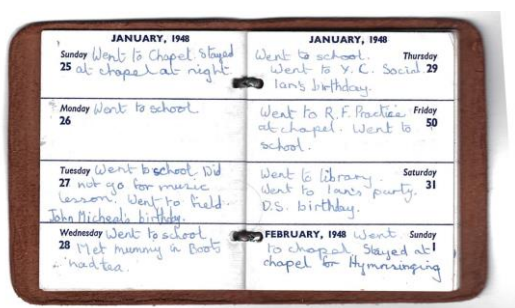 JANUARY, 1948
Sunday Went to Chapel Stayed
25 at chapel at night.
Monday Went to school.
26
Tuesday Went to school. Did
27 not go for music
lesson. Went to field.
John Micheal's birthday.
Wednesday Went to school
28 Met mummy in Boots
had tea.
JANUARY, 1948
Went to school. Thursday
Went to Y.C. Social 29
Ian's birthday.
Went to R.F. Practice Friday
at chapel. Went to 50
school.
Went to library. Saturday
Went to Ian's party. 31
D.S. birthday.
FEBRUARY, 1948 Went Sunday
to chapel Stayed at 1
chapel for Hymnsinging